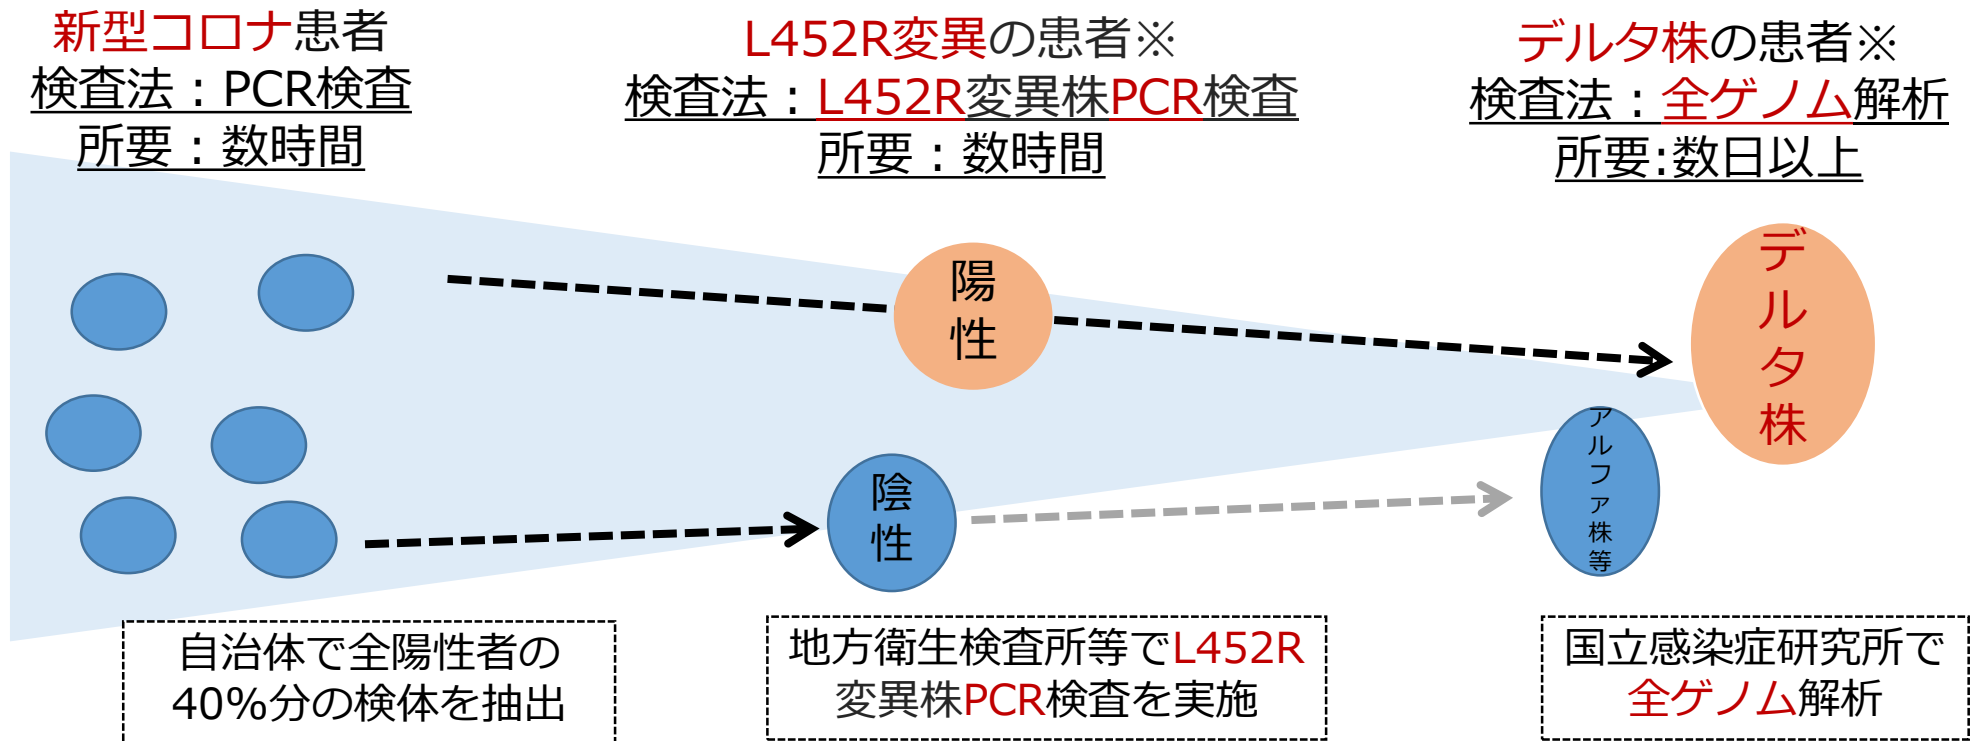 新型コロナ患者
検査法：PCR検査
所要：数時間
L452R変異の患者※
検査法：L452R変異株PCR検査
所要：数時間
デルタ株の患者※
検査法：全ゲノム解析
所要:数日以上
陽性
陰性
デルタ株
アルファ株等
自治体で全陽性者の
40%分の検体を抽出
地方衛生検査所等でL452R
変異株PCR検査を実施
国立感染症研究所で
全ゲノム解析